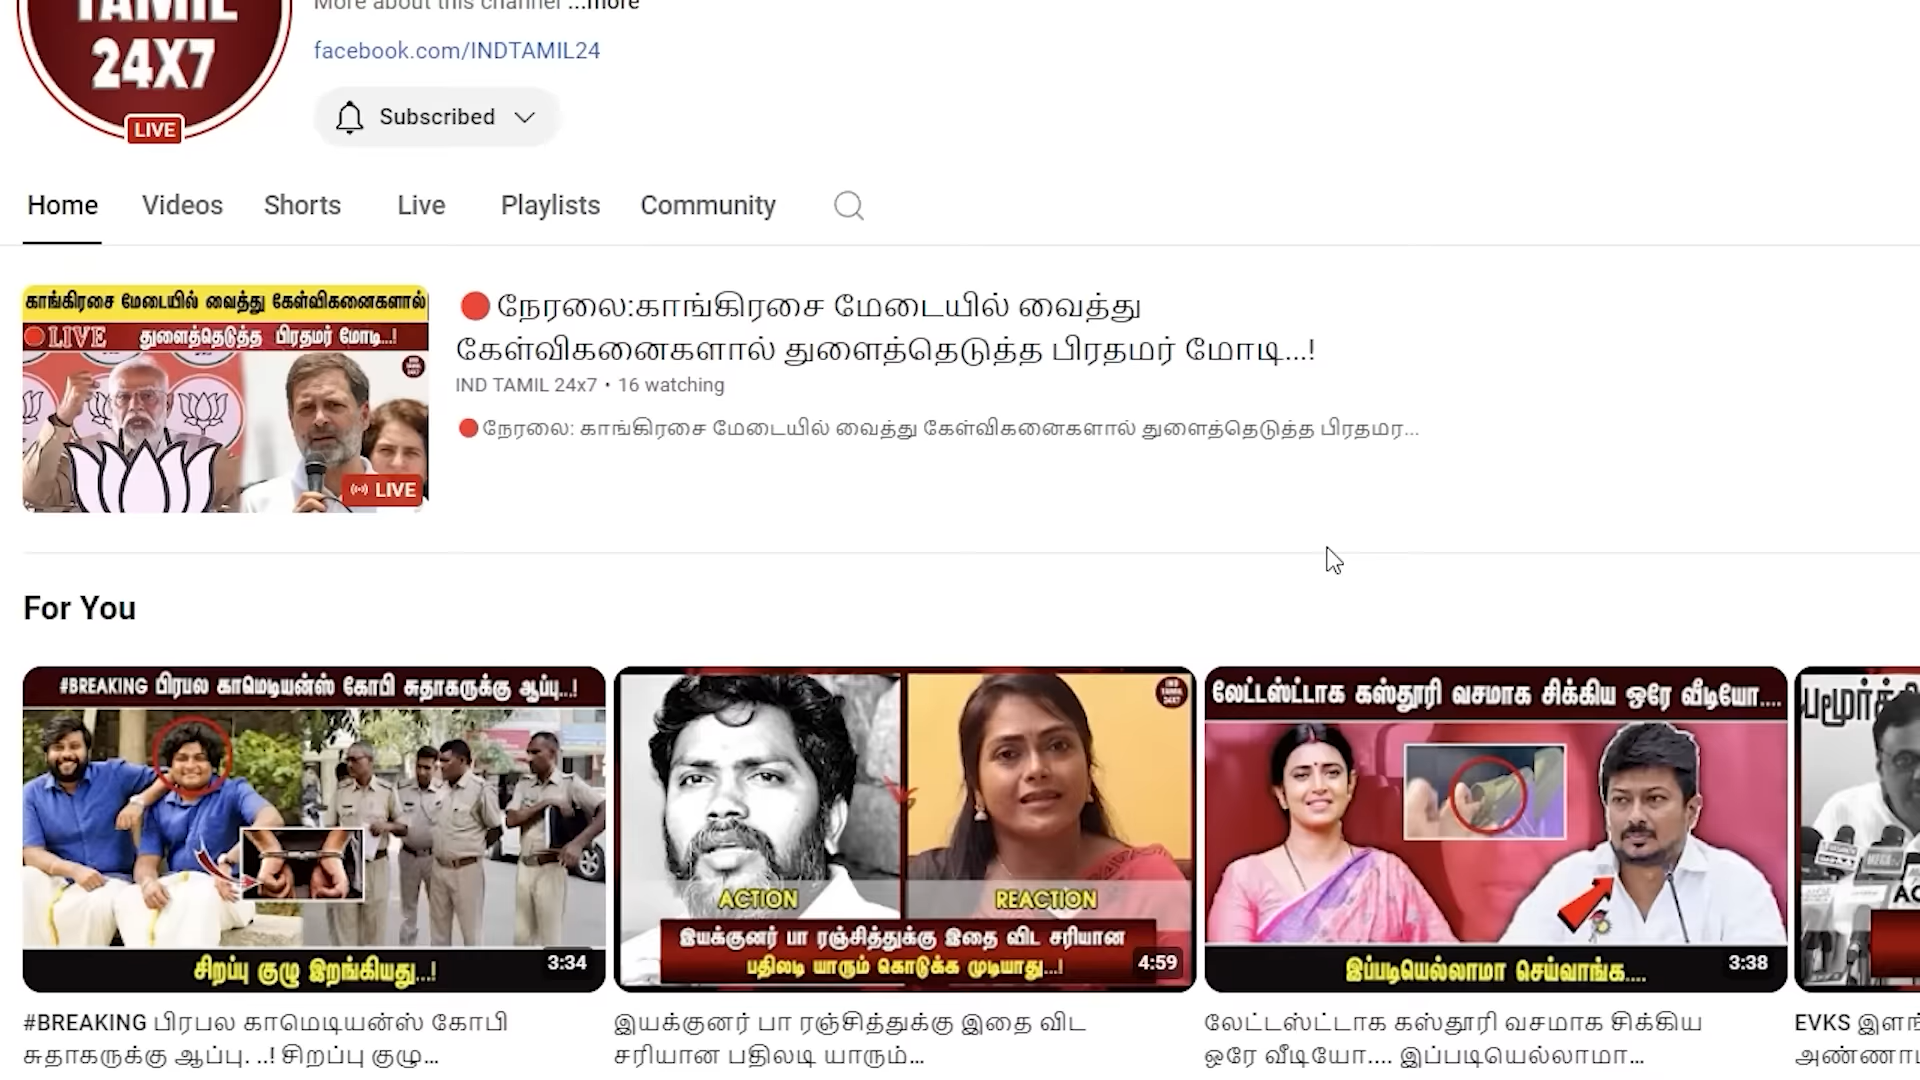 TAMIL
24X7
LIVE
More about this channel ...more
facebook.com/INDTAMIL24
Subscribed
Home Videos Shorts Live Playlists Community
காங்கிரசை மேடையில் வைத்து கேள்விகனைகளால்
LIVE துளைத்தெடுத்த பிரதமர் மோடி...!
LIVE
நேரலை:காங்கிரசை மேடையில் வைத்து
கேள்விகனைகளால் துளைத்தெடுத்த பிரதமர் மோடி...!
IND TAMIL 24x7 • 16 watching
நேரலை: காங்கிரசை மேடையில் வைத்து கேள்விகனைகளால் துளைத்தெடுத்த பிரதமர...
For You
#BREAKING பிரபல காமெடியன்ஸ் கோபி சுதாகருக்கு ஆப்பு...!
சிறப்பு குழு இறங்கியது...!
3:34
#BREAKING பிரபல காமெடியன்ஸ் கோபி
சுதாகருக்கு ஆப்பு. ..! சிறப்பு குழு...
IND
TAMIL
24X7
ACTION
REACTION
இயக்குனர் பா ரஞ்சித்துக்கு இதை விட சரியான
பதிலடி யாரும் கொடுக்க முடியாது...!
4:59
இயக்குனர் பா ரஞ்சித்துக்கு இதை விட
சரியான பதிலடி யாரும்...
லேட்டஸ்ட்டாக கஸ்தூரி வசமாக சிக்கிய ஒரே வீடியோ....
இப்படியெல்லாமா செய்வாங்க....
3:38
லேட்டஸ்ட்டாக கஸ்தூரி வசமாக சிக்கிய
ஒரே வீடியோ.... இப்படியெல்லாமா...
EVKS